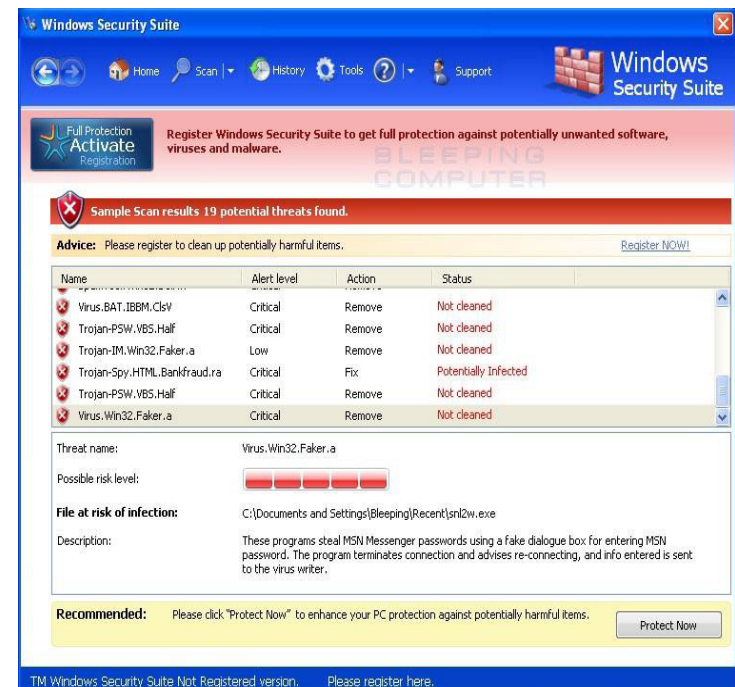 Windows Security Suite
Home Scan History Tools ? Support
Windows
Security Suite
Full Protection
Activate
Registration
Register Windows Security Suite to get full protection against potentially unwanted software,
viruses and malware.
BLEEPING
COMPUTER
Sample Scan results 19 potential threats found.
Advice: Please register to clean up potentially harmful items. Register NOW!
Name Alert level Action Status
Virus.BAT.IBBM.ClsV Critical Remove Not cleaned
Trojan-PSW.VBS.Half Critical Remove Not cleaned
Trojan-IM.Win32.Faker.a Low Remove Not cleaned
Trojan-Spy.HTML.Bankfraud.ra Critical Fix Potentially Infected
Trojan-PSW.VBS.Half Critical Remove Not cleaned
Virus.Win32.Faker.a Critical Remove Not cleaned
Threat name: Virus.Win32.Faker.a
Possible risk level:
File at risk of infection: C:\Documents and Settings\Bleeping\Recent\snl2w.exe
Description: These programs steal MSN Messenger passwords using a fake dialogue box for entering MSN
password. The program terminates connection and advises re-connecting, and info entered is sent
to the virus writer.
Recommended: Please click "Protect Now" to enhance your PC protection against potentially harmful items. Protect Now
TM Windows Security Suite Not Registered version. Please register here.